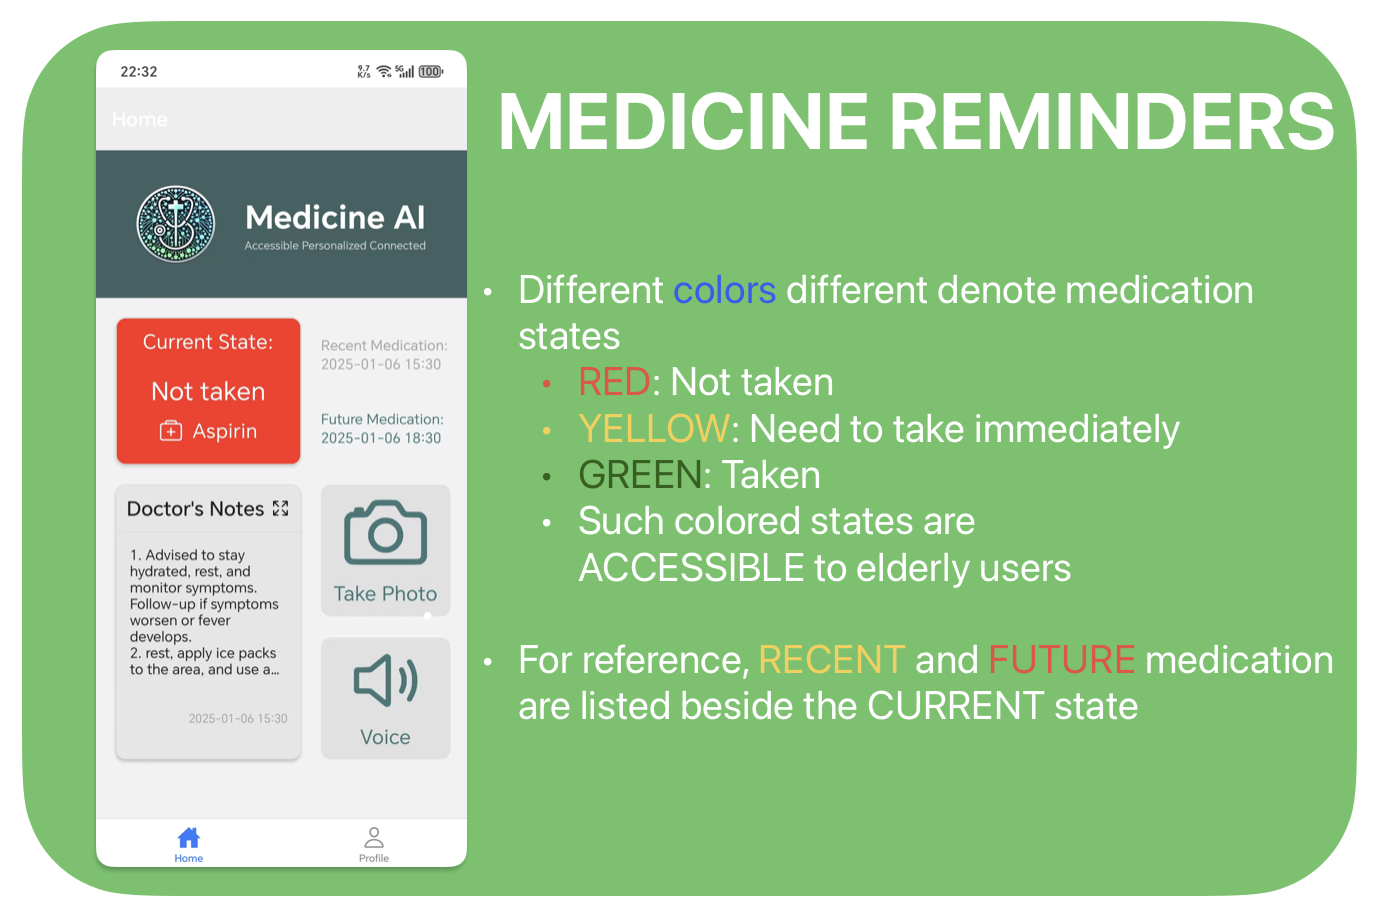 22:32
9.7
K/s
5G
100
Home
Medicine AI
Accessible Personalized Connected
Current State:
Not taken
Aspirin
Recent Medication:
2025-01-06 15:30
Future Medication:
2025-01-06 18:30
Doctor's Notes
1. Advised to stay
hydrated, rest, and
monitor symptoms.
Follow-up if symptoms
worsen or fever
develops.
2. rest, apply ice packs
to the area, and use a...
2025-01-06 15:30
Take Photo
Voice
Home
Profile
MEDICINE REMINDERS
• Different colors different denote medication
states
• RED: Not taken
• YELLOW: Need to take immediately
• GREEN: Taken
• Such colored states are
ACCESSIBLE to elderly users
• For reference, RECENT and FUTURE medication
are listed beside the CURRENT state